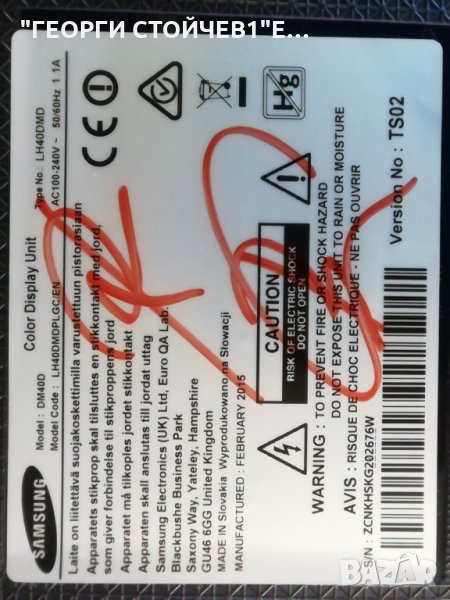 "ГЕОРГИ СТОЙЧЕВ1"Е...
SAMSUNG
Color Display Unit
Model : DM40D
Type No.: LH40DMD
Model Code : LH40DMDPLGC/EN
AC100-240V ~ 50/60Hz 1.1A
Laite on liitettävä suojakoskettimilla varustettuun pistorasiaan
Apparatets stikprop skal tilsluttes en stikkontakt med jord,
som giver forbindelse til stikproppens jord
Apparatet må tilkoples jordet stikkontakt
Apparaten skall anslutas till jordat uttag
Samsung Electronics (UK) Ltd, Euro QA Lab.
Blackbushe Business Park
Saxony Way, Yateley, Hampshire
GU46 6GG United Kingdom
MADE IN Slovakia Wyprodukowano na Slowacji
MANUFACTURED : FEBRUARY 2015
CE
Hg
CAUTION
RISK OF ELECTRIC SHOCK
DO NOT OPEN
WARNING : TO PREVENT FIRE OR SHOCK HAZARD
DO NOT EXPOSE THIS UNIT TO RAIN OR MOISTURE
AVIS : RISQUE DE CHOC ELECTRIQUE - NE PAS OUVRIR
Version No : TS02
S/N : ZCNKHSKG202676W
BAZAR